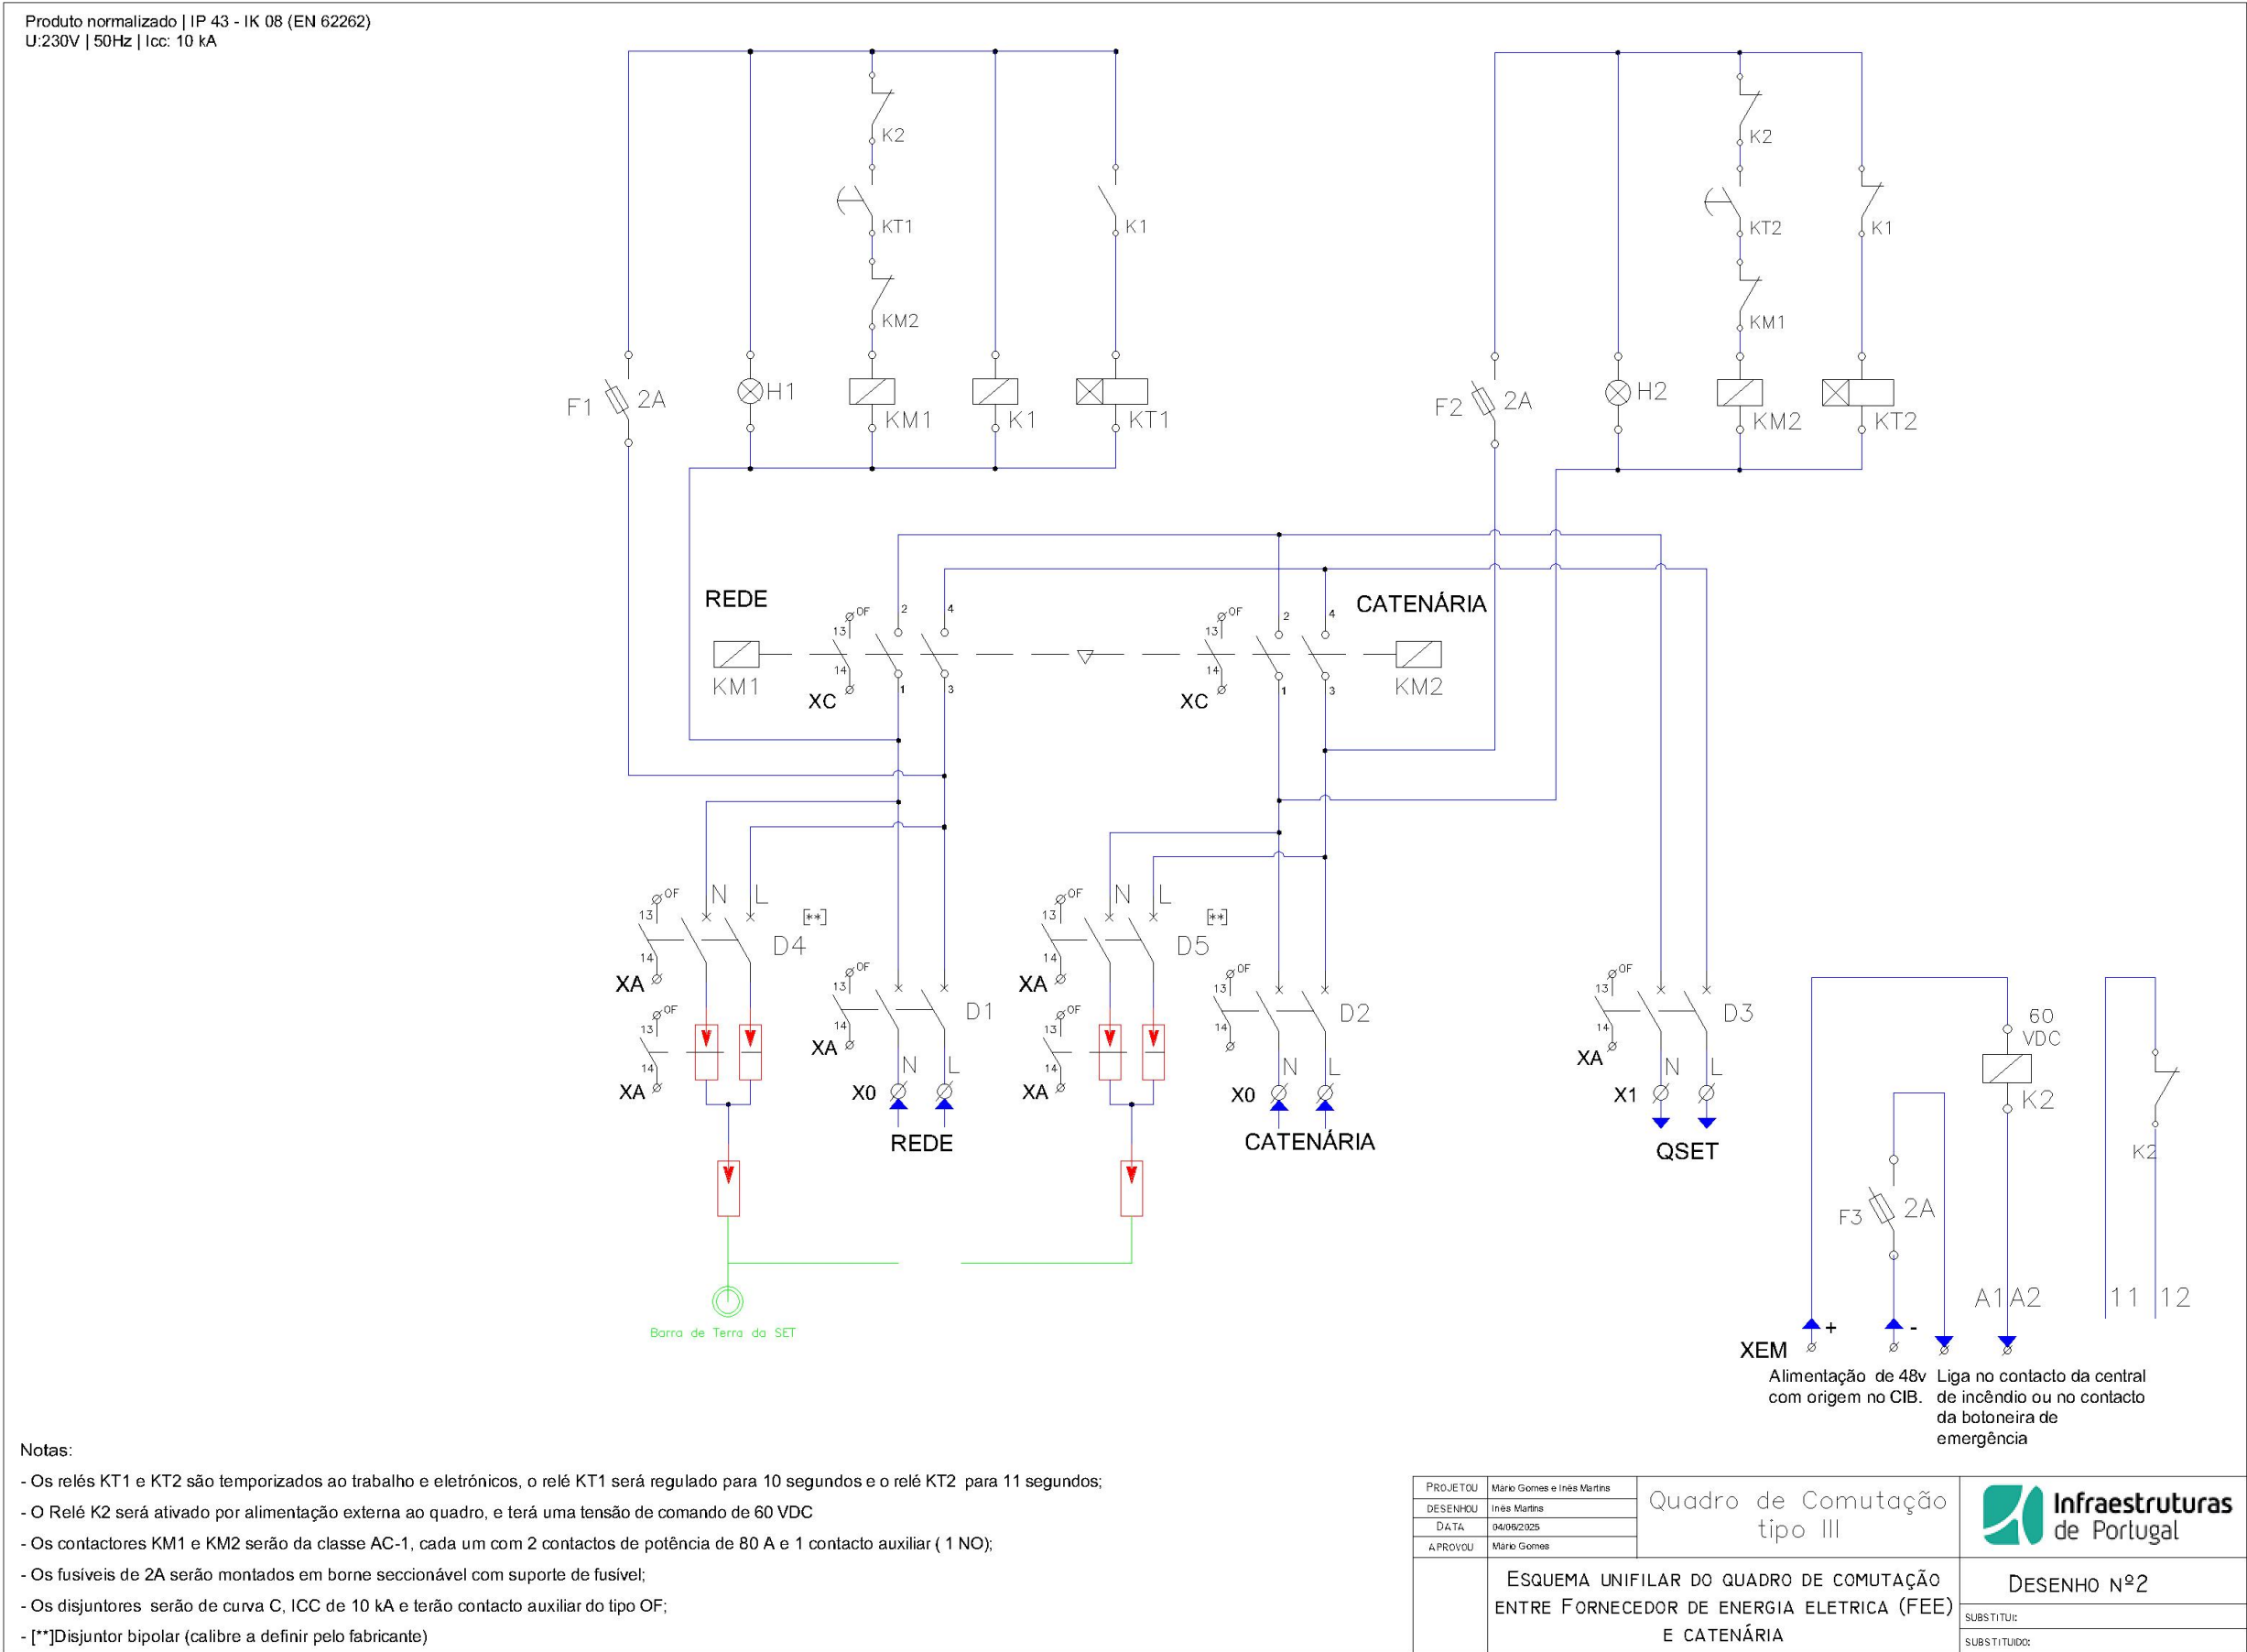 Produto normalizado | IP 43 - IK 08 (EN 62262)
U:230V | 50Hz | Icc: 10 kA
K2
KT1
KM2
K1
F1
2A
H1
KM1
K1
KT1
K2
KT2
KM1
K1
F2
2A
H2
KM2
KT2
REDE
CATENÁRIA
OF
13
14
XC
2
4
1
3
KM1
OF
13
14
XC
2
4
1
3
KM2
OF
13
14
XA
N
L
[**]
D4
OF
13
14
XA
OF
13
14
XA
D1
N
L
X0
REDE
OF
13
14
XA
N
L
[**]
D5
OF
13
14
XA
OF
13
14
D2
N
L
X0
CATENÁRIA
OF
13
14
XA
D3
N
L
X1
QSET
60
VDC
K2
K2
F3
2A
A1
A2
11
12
+
-
XEM
Alimentação de 48v
com origem no CIB.
Liga no contacto da central
de incêndio ou no contacto
da botoneira de
emergência
Barra de Terra da SET
Notas:
- Os relés KT1 e KT2 são temporizados ao trabalho e eletrónicos, o relé KT1 será regulado para 10 segundos e o relé KT2 para 11 segundos;
- O Relé K2 será ativado por alimentação externa ao quadro, e terá uma tensão de comando de 60 VDC
- Os contactores KM1 e KM2 serão da classe AC-1, cada um com 2 contactos de potência de 80 A e 1 contacto auxiliar ( 1 NO);
- Os fusíveis de 2A serão montados em borne seccionável com suporte de fusível;
- Os disjuntores serão de curva C, ICC de 10 kA e terão contacto auxiliar do tipo OF;
- [**]Disjuntor bipolar (calibre a definir pelo fabricante)
PROJETOU
Mário Gomes e Inês Martins
DESENHOU
Inês Martins
DATA
04/06/2025
APROVOU
Mário Gomes
Quadro de Comutação
tipo III
Infraestruturas
de Portugal
ESQUEMA UNIFILAR DO QUADRO DE COMUTAÇÃO
ENTRE FORNECEDOR DE ENERGIA ELETRICA (FEE)
E CATENÁRIA
DESENHO Nº2
SUBSTITUI:
SUBSTITUIDO: